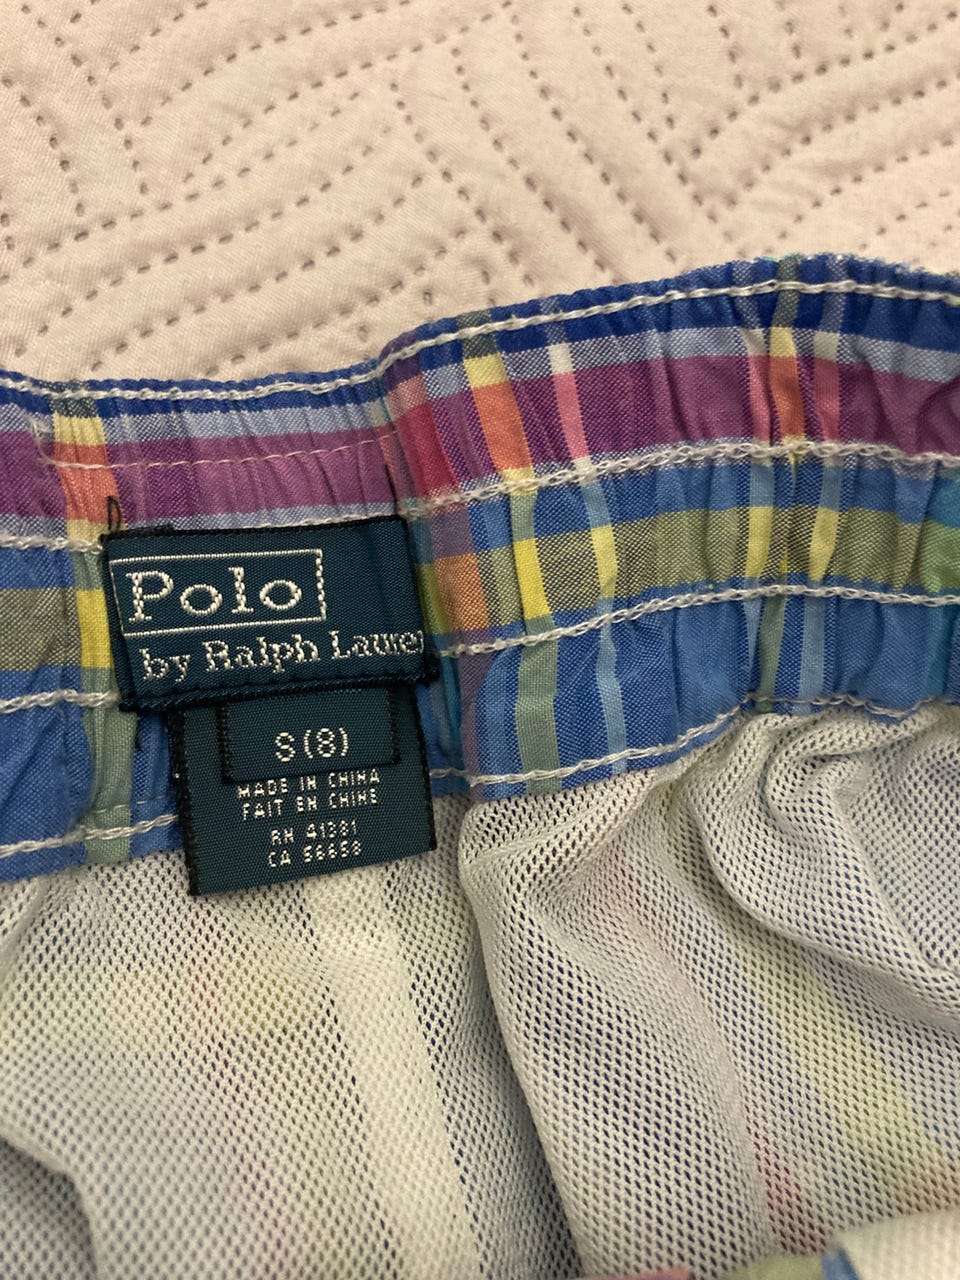 Polo
by Ralph Lauren
S (8)
MADE IN CHINA
FAIT EN CHINE
RN 41381
CA 56658